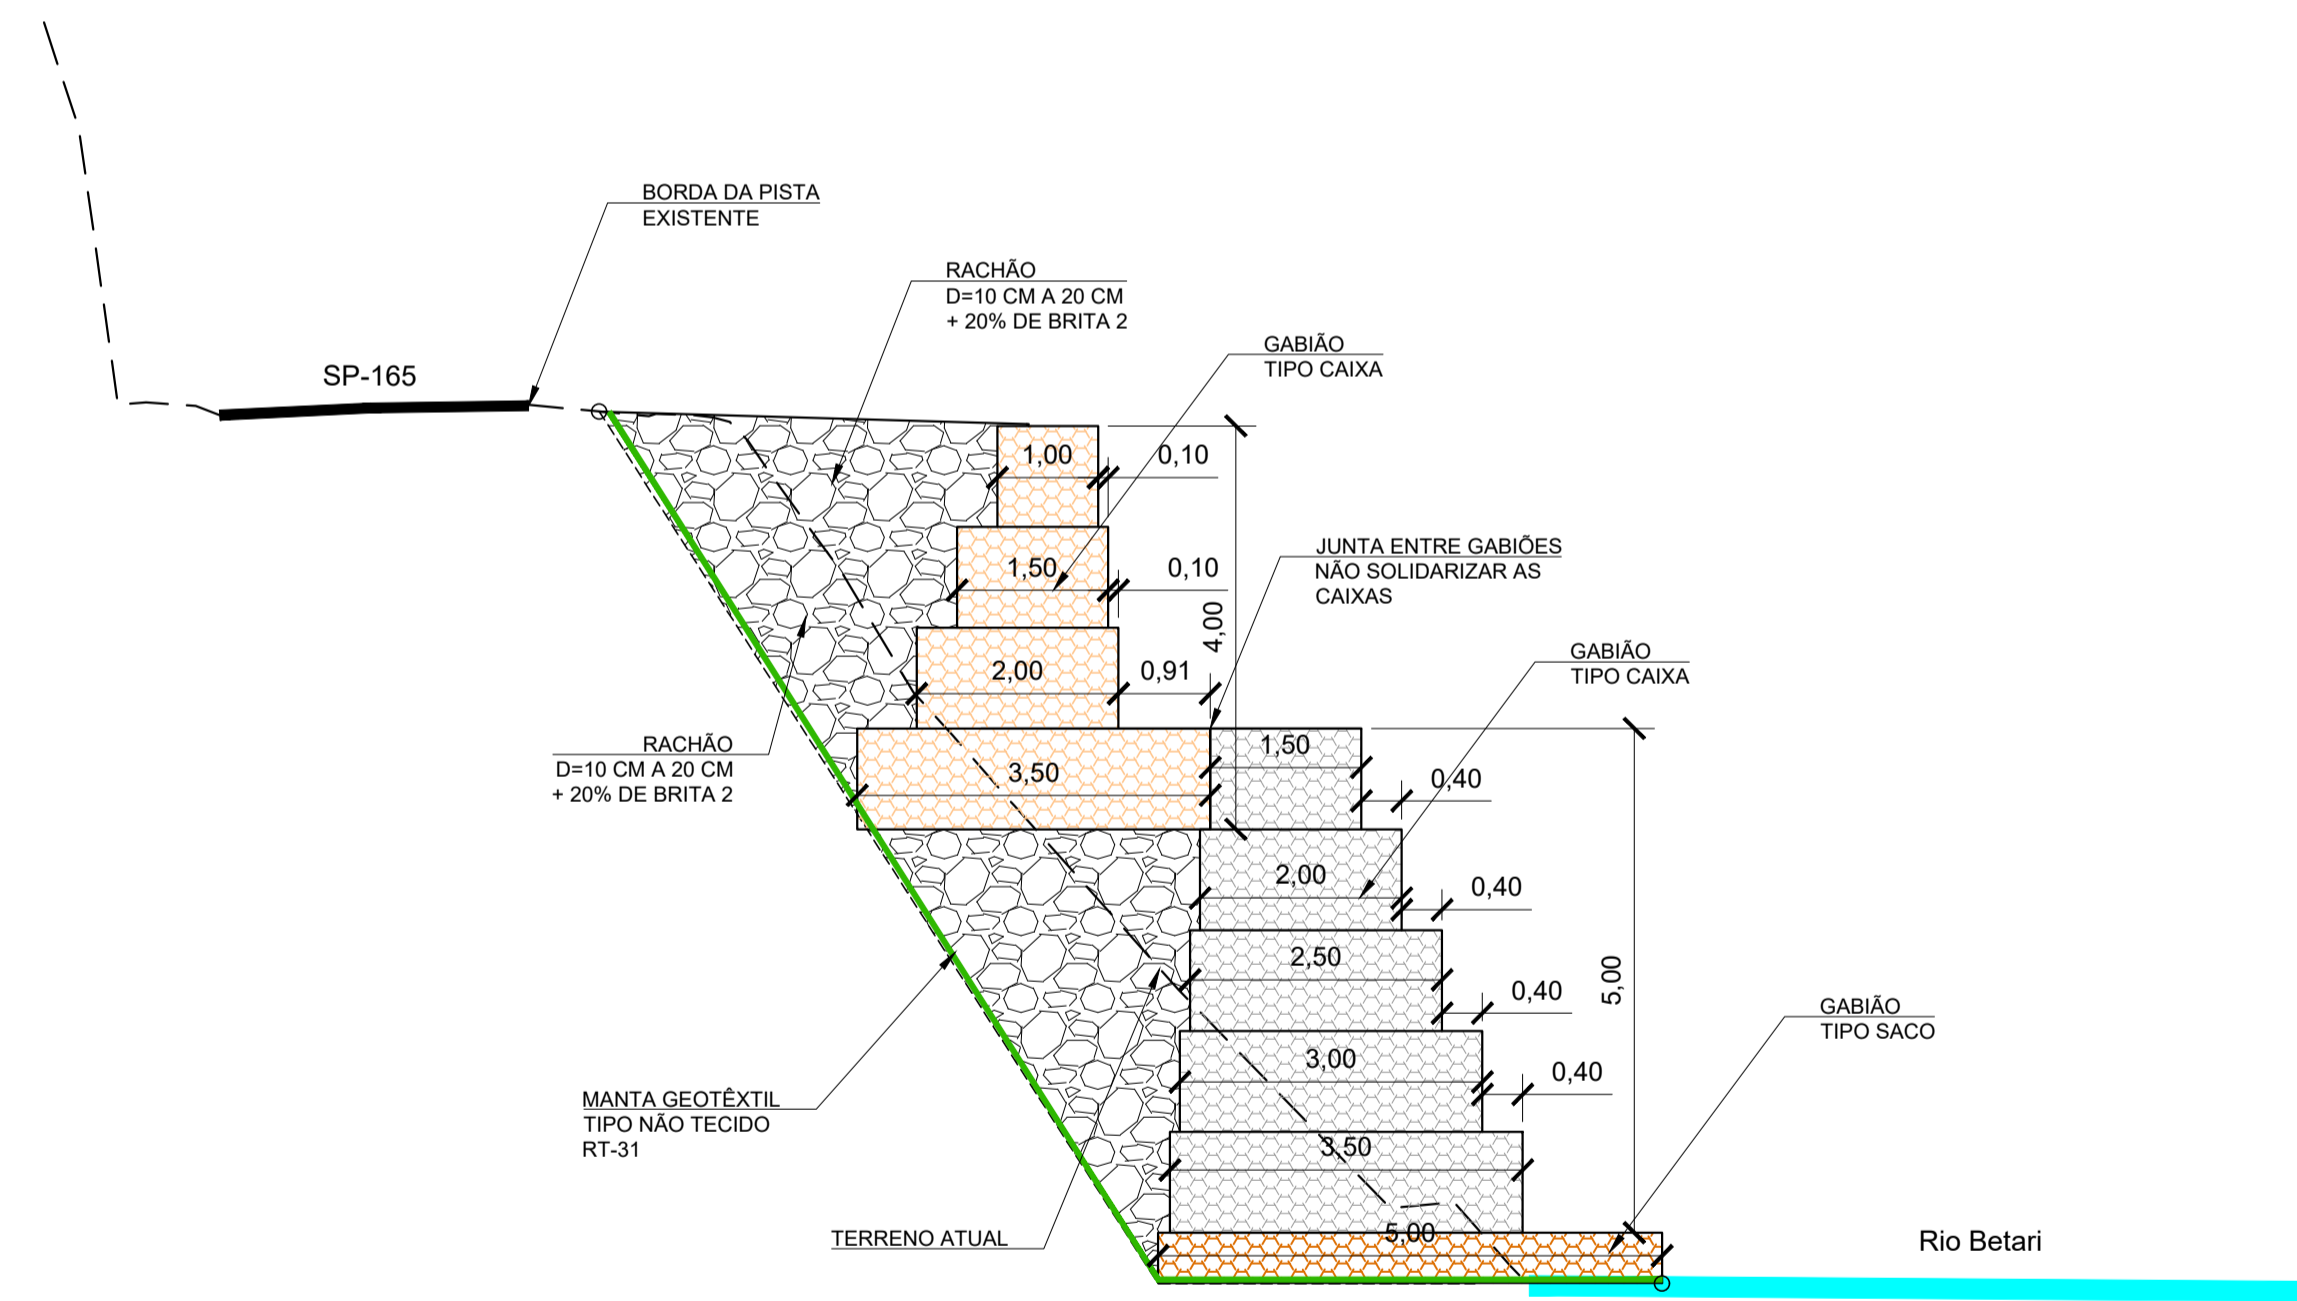 BORDA DA PISTA
EXISTENTE
RACHÃO
D=10 CM A 20 CM
+ 20% DE BRITA 2
GABIÃO
TIPO CAIXA
SP-165
1,00
0,10
JUNTA ENTRE GABIÕES
NÃO SOLIDARIZAR AS
CAIXAS
1,50
0,10
4,00
GABIÃO
TIPO CAIXA
2,00
0,91
RACHÃO
D=10 CM A 20 CM
+ 20% DE BRITA 2
1,50
3,50
0,40
2,00
0,40
2,50
5,00
0,40
GABIÃO
TIPO SACO
3,00
0,40
MANTA GEOTÊXTIL
TIPO NÃO TECIDO
RT-31
3,50
TERRENO ATUAL
5,00
Rio Betari